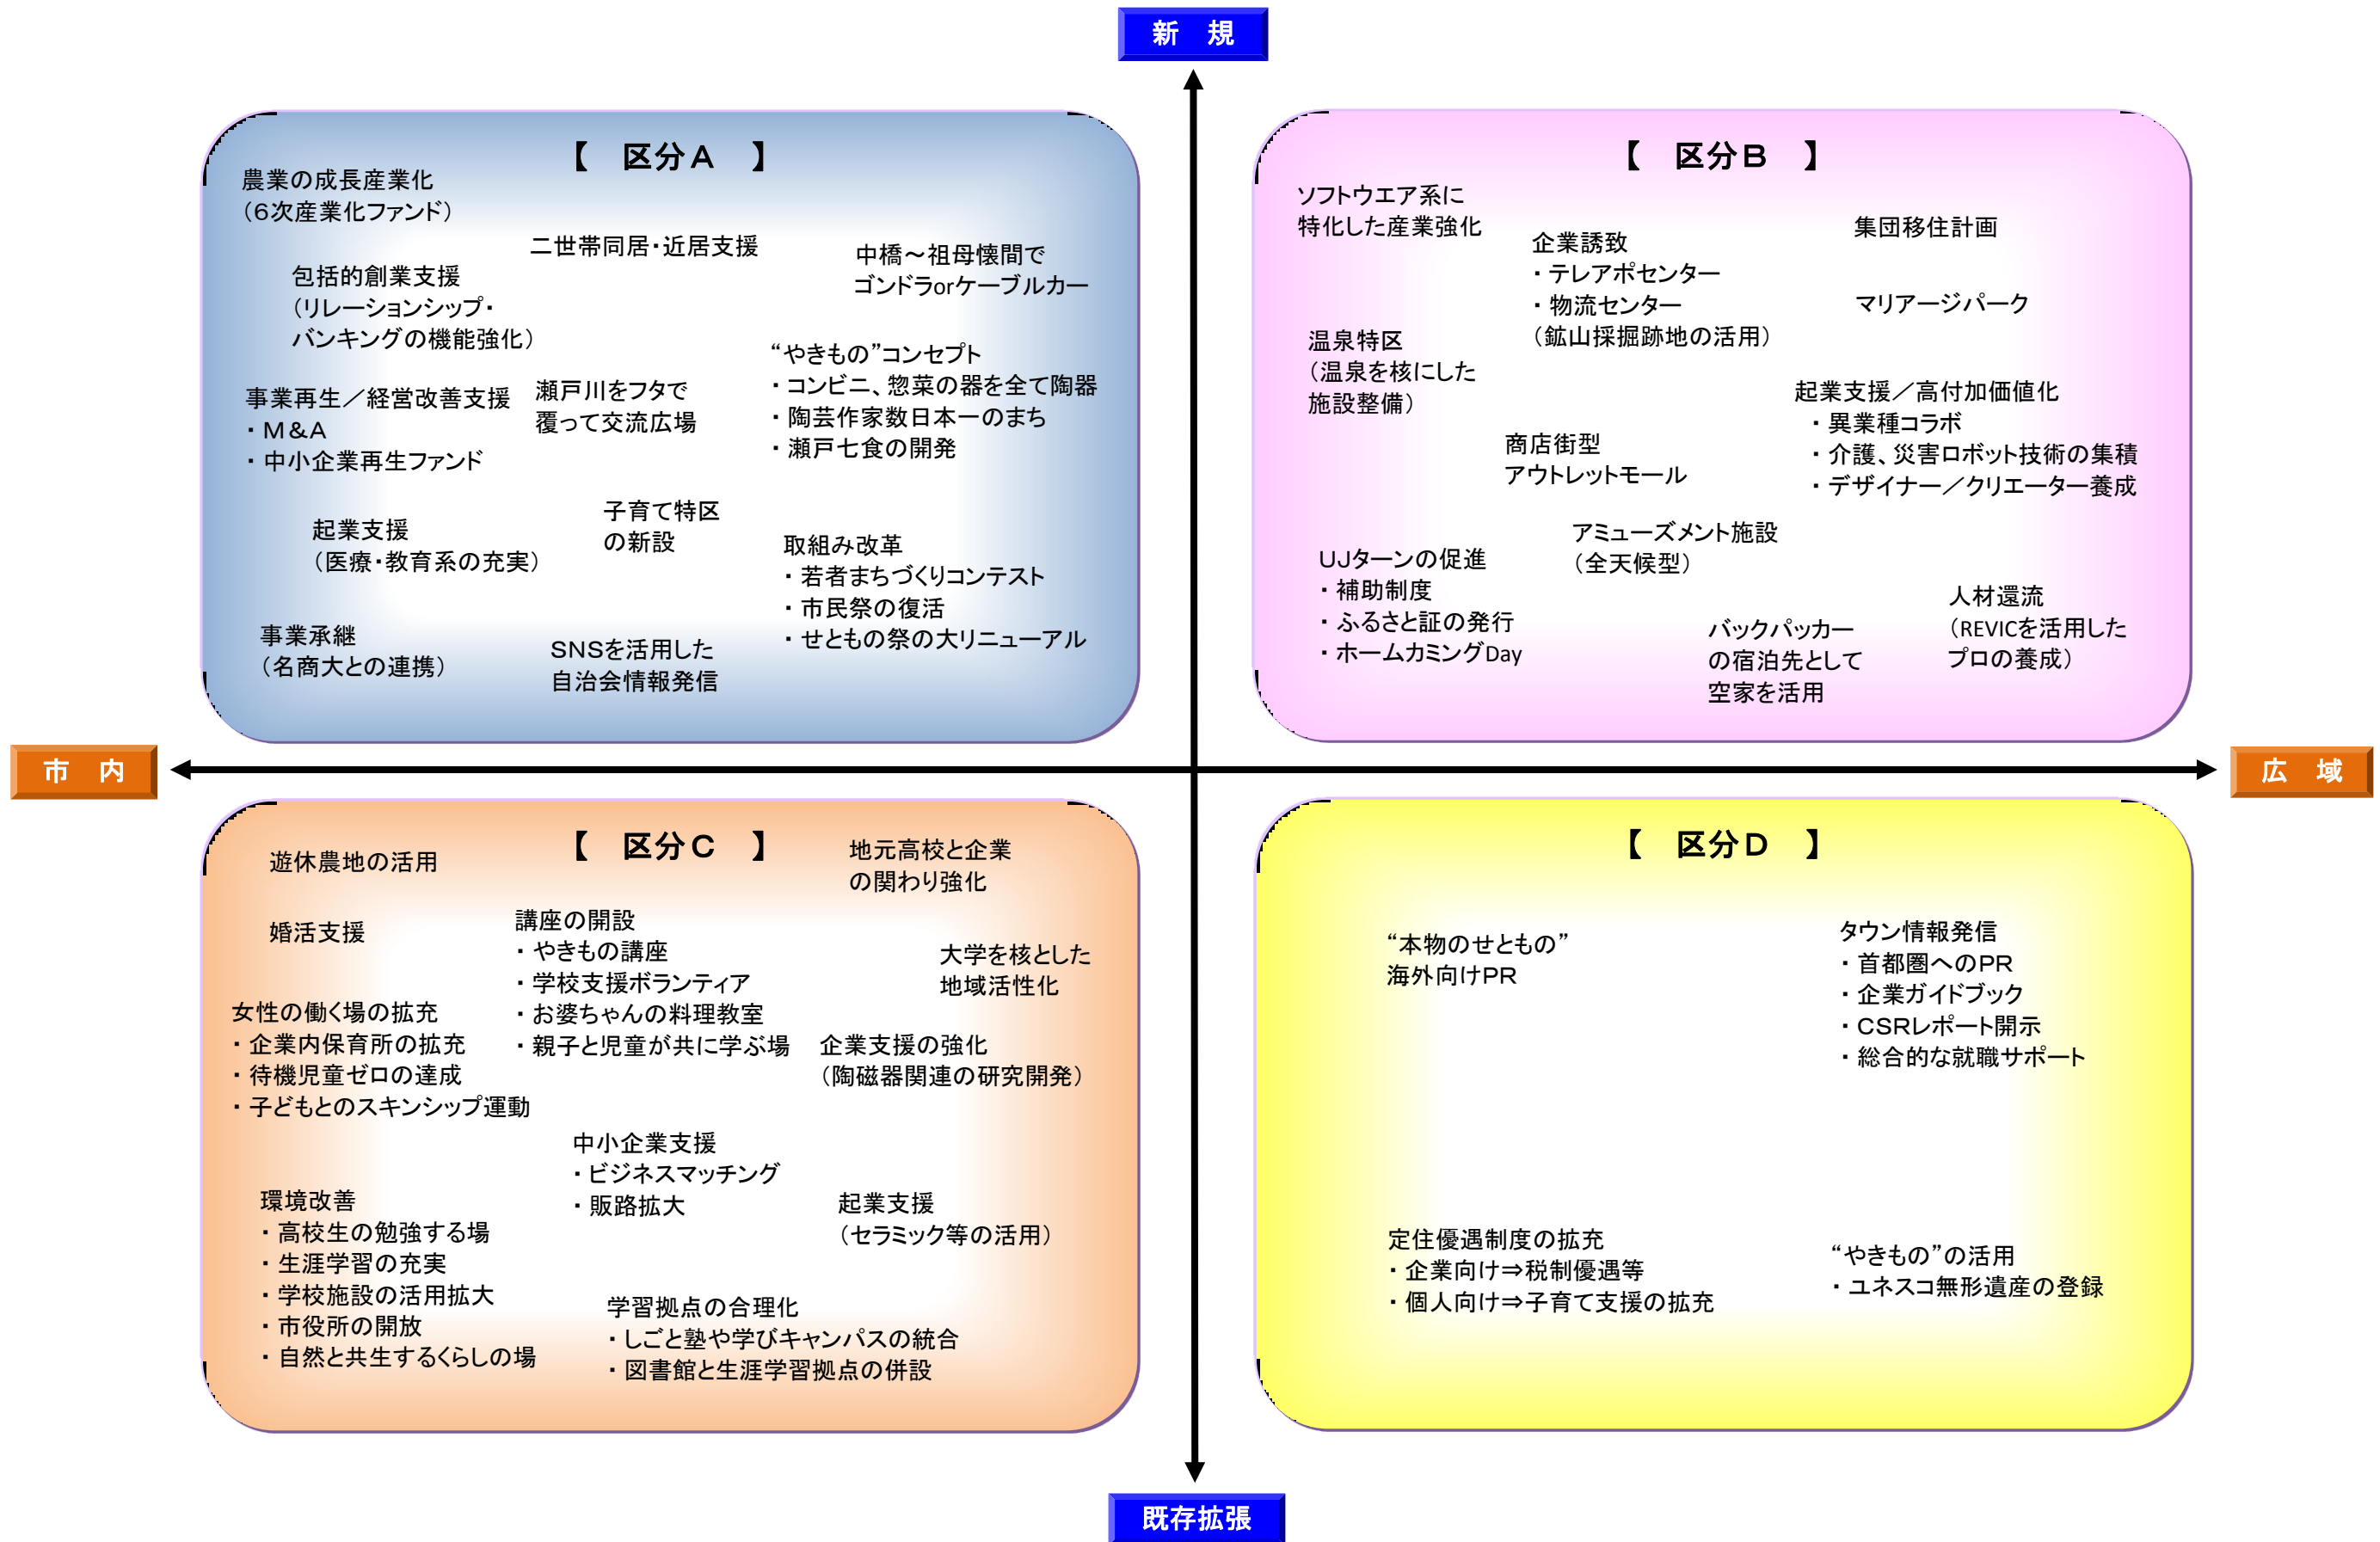 新　規
【　区分Ａ　】
農業の成長産業化
（６次産業化ファンド）
二世帯同居・近居支援
中橋～祖母懐間で
ゴンドラorケーブルカー
包括的創業支援
（リレーションシップ・
バンキングの機能強化）
“やきもの”コンセプト
・コンビニ、惣菜の器を全て陶器
・陶芸作家数日本一のまち
・瀬戸七食の開発
事業再生／経営改善支援
・Ｍ＆Ａ
・中小企業再生ファンド
瀬戸川をフタで
覆って交流広場
子育て特区
の新設
起業支援
（医療・教育系の充実）
取組み改革
・若者まちづくりコンテスト
・市民祭の復活
・せともの祭の大リニューアル
事業承継
（名商大との連携）
ＳＮＳを活用した
自治会情報発信
【　区分Ｂ　】
ソフトウエア系に
特化した産業強化
企業誘致
・テレアポセンター
・物流センター
（鉱山採掘跡地の活用）
集団移住計画
マリアージパーク
温泉特区
（温泉を核にした
施設整備）
起業支援／高付加価値化
・異業種コラボ
・介護、災害ロボット技術の集積
・デザイナー／クリエーター養成
商店街型
アウトレットモール
アミューズメント施設
（全天候型）
ＵＪターンの促進
・補助制度
・ふるさと証の発行
・ホームカミングDay
人材還流
（REVICを活用した
プロの養成）
バックパッカー
の宿泊先として
空家を活用
市　内
広　域
【　区分Ｃ　】
遊休農地の活用
地元高校と企業
の関わり強化
婚活支援
講座の開設
・やきもの講座
・学校支援ボランティア
・お婆ちゃんの料理教室
・親子と児童が共に学ぶ場
大学を核とした
地域活性化
女性の働く場の拡充
・企業内保育所の拡充
・待機児童ゼロの達成
・子どもとのスキンシップ運動
企業支援の強化
（陶磁器関連の研究開発）
中小企業支援
・ビジネスマッチング
・販路拡大
起業支援
（セラミック等の活用）
環境改善
・高校生の勉強する場
・生涯学習の充実
・学校施設の活用拡大
・市役所の開放
・自然と共生するくらしの場
学習拠点の合理化
・しごと塾や学びキャンパスの統合
・図書館と生涯学習拠点の併設
【　区分Ｄ　】
“本物のせともの”
海外向けＰＲ
タウン情報発信
・首都圏へのＰＲ
・企業ガイドブック
・ＣＳＲレポート開示
・総合的な就職サポート
定住優遇制度の拡充
・企業向け⇒税制優遇等
・個人向け⇒子育て支援の拡充
“やきもの”の活用
・ユネスコ無形遺産の登録
既存拡張